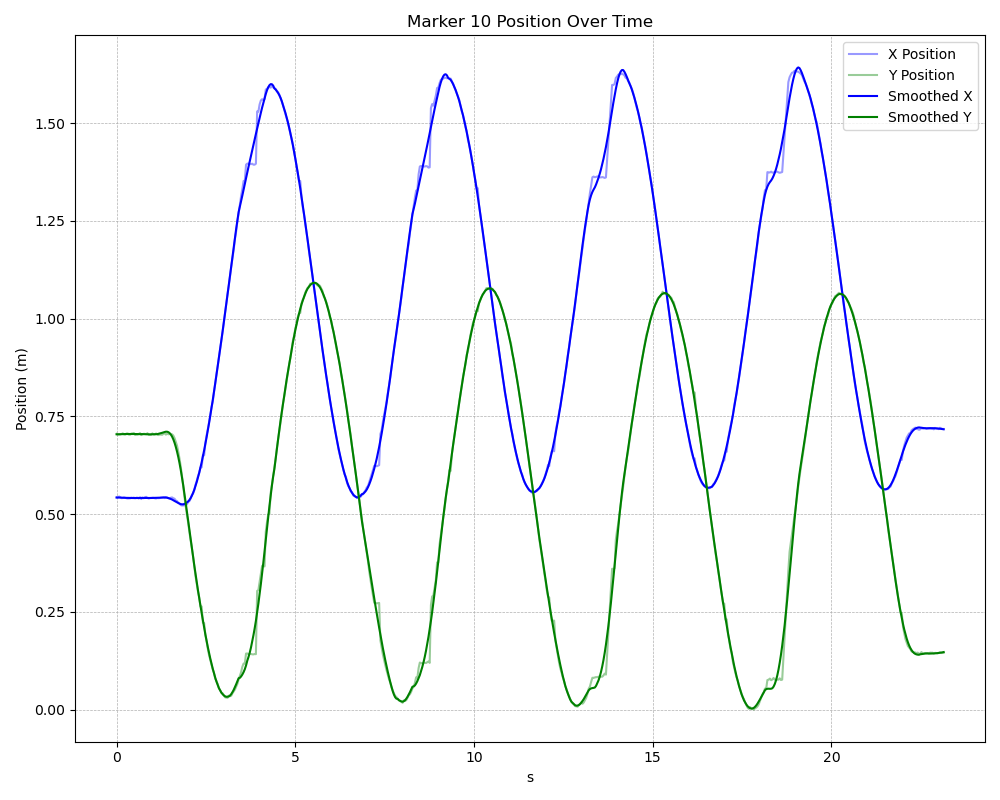 Marker 10 Position Over Time
X Position
Y Position
Smoothed X
Smoothed Y
Position (m)
1.50
1.25
1.00
0.75
0.50
0.25
0.00
0 5 10 15 20
s